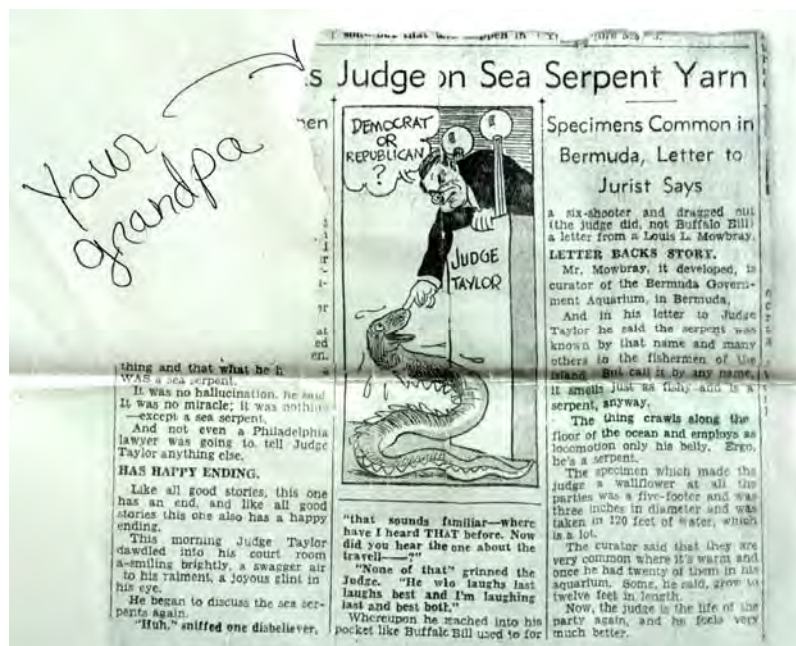 Your
grandpa
Judge on Sea Serpent Yarn
Specimens Common in
Bermuda, Letter to
Jurist Says
DEMOCRAT
OR
REPUBLICAN
?
JUDGE
TAYLOR
thing and that what he
WAS a sea serpent.
It was no hallucination, he said
It was no miracle; it was
—except a sea serpent.
And not even a Philadelphia
lawyer was going to tell Judge
Taylor anything else.
HAS HAPPY ENDING.
Like all good stories, this one
has an end, and like all good
stories this one also has a happy
ending.
This morning Judge Taylor
dawdled into his court room
a-smiling brightly, a swagger air
to his raiment, a joyous glint in
his eye.
He began to discuss the sea ser-
pents again.
"Huh," sniffed one disbeliever,
"that sounds familiar—where
have I heard THAT before. Now
did you hear the one about the
travell——?"
"None of that" grinned the
Judge. "He who laughs last
laughs best and I'm laughing
last and best both."
Whereupon he reached into his
pocket like Buffalo Bill used to for
a six-shooter and dragged out
(the judge did, not Buffalo Bill)
a letter from a Louis L. Mowbray.
LETTER BACKS STORY.
Mr. Mowbray, it developed, is
curator of the Bermuda Govern-
ment Aquarium, in Bermuda.
And in his letter to Judge
Taylor he said the serpent was
known by that name and many
others to the fishermen of the
island. But call it by any name,
it smells just as fishy and is a
serpent, anyway.
The thing crawls along the
floor of the ocean and employs as
locomotion only his belly. Ergo,
he's a serpent.
The specimen which made the
judge a wallflower at all the
parties was a five-footer and was
three inches in diameter and was
taken in 120 feet of water, which
is a lot.
The curator said that they are
very common where it's warm and
once he had twenty of them in his
aquarium. Some, he said, grow to
twelve feet in length.
Now, the judge is the life of the
party again, and he feels very
much better.